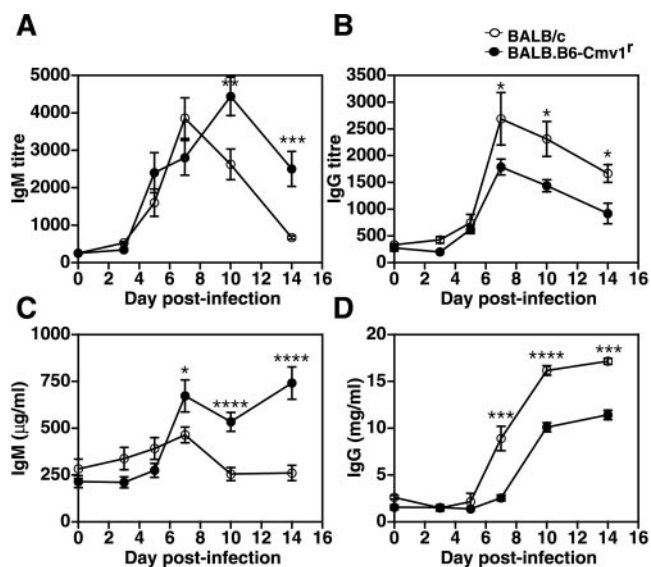 A
B
BALB/c
BALB.B6-Cmv1r
5000
4000
3000
2000
1000
0
IgM titre
**
***
0 2 4 6 8 10 12 14 16
Day post-infection
3500
3000
2500
2000
1500
1000
500
0
IgG titre
*
*
*
0 2 4 6 8 10 12 14 16
Day post-infection
C
D
1000
750
500
250
0
IgM (μg/ml)
*
****
****
0 2 4 6 8 10 12 14 16
Day post-infection
20
15
10
5
0
IgG (mg/ml)
***
****
***
0 2 4 6 8 10 12 14 16
Day post-infection